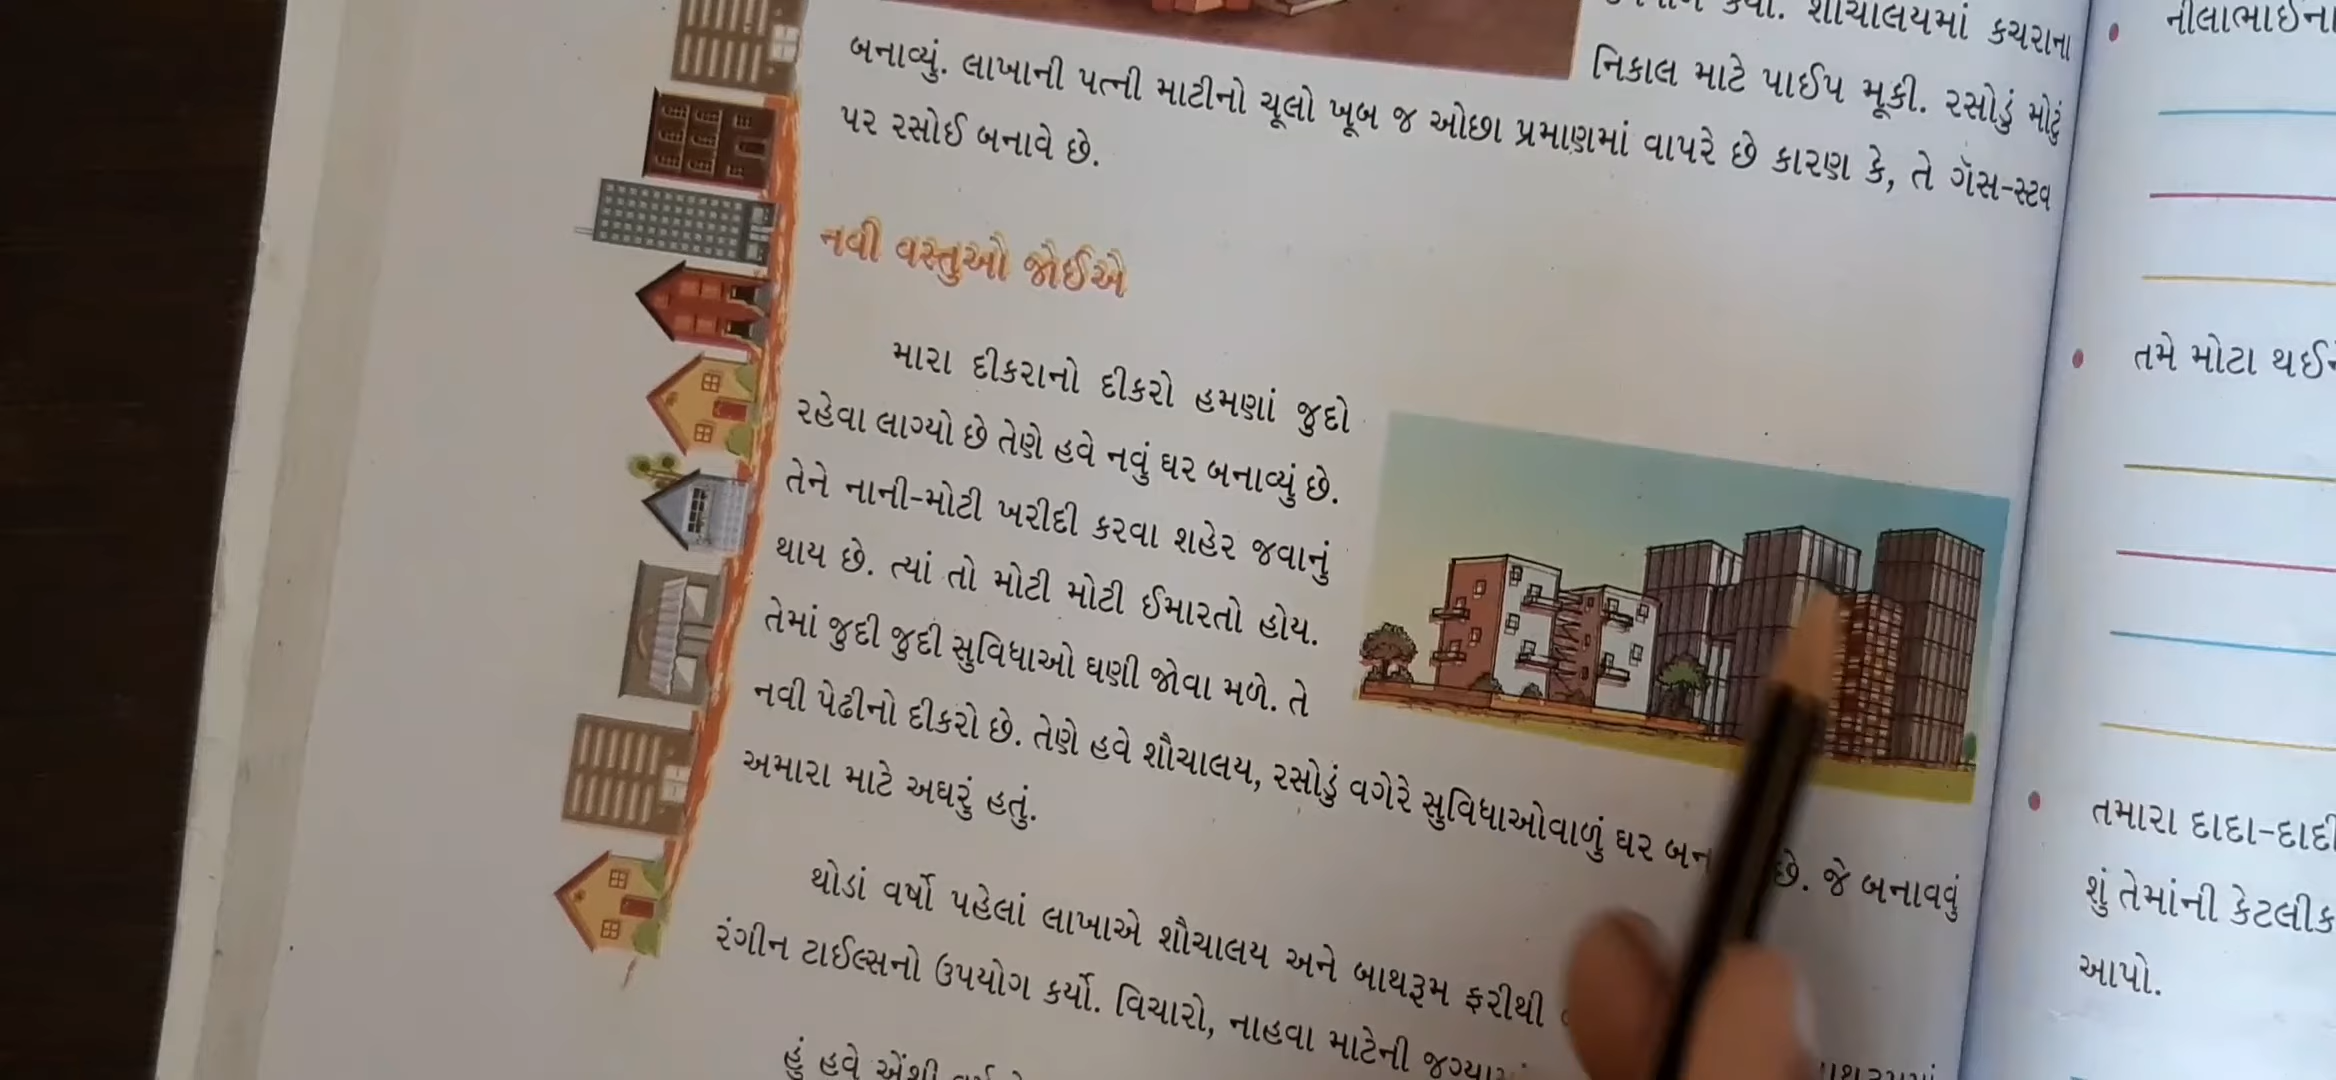 શૌચાલયમાં કચરાના
નિકાલ માટે પાઈપ મૂકી. રસોડું મોટું
બનાવ્યું. લાખાની પત્ની માટીનો ચૂલો ખૂબ જ ઓછા પ્રમાણમાં વાપરે છે કારણ કે, તે ગૅસ-સ્ટવ
પર રસોઈ બનાવે છે.
નવી વસ્તુઓ જોઈએ
મારા દીકરાનો દીકરો હમણાં જુદો
રહેવા લાગ્યો છે તેણે હવે નવું ઘર બનાવ્યું છે.
તેને નાની-મોટી ખરીદી કરવા શહેર જવાનું
થાય છે. ત્યાં તો મોટી મોટી ઈમારતો હોય.
તેમાં જુદી જુદી સુવિધાઓ ઘણી જોવા મળે. તે
નવી પેઢીનો દીકરો છે. તેણે હવે શૌચાલય, રસોડું વગેરે સુવિધાઓવાળું ઘર બન છે. જે બનાવવું
અમારા માટે અઘરું હતું.
થોડાં વર્ષો પહેલાં લાખાએ શૌચાલય અને બાથરૂમ ફરીથી
રંગીન ટાઈલ્સનો ઉપયોગ કર્યો. વિચારો, નાહવા માટેની
હું હવે એંશી
નીલાભાઈના
તમે મોટા
તમારા દાદા-દાદી
શું તેમાંની કેટલીક
આપો.